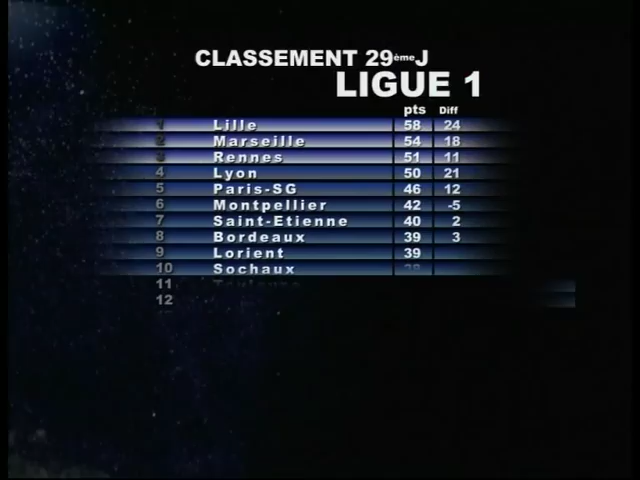 CLASSEMENT 29èmeJ
LIGUE 1
pts Diff
1 Lille 58 24
2 Marseille 54 18
3 Rennes 51 11
4 Lyon 50 21
5 Paris-SG 46 12
6 Montpellier 42 -5
7 Saint-Etienne 40 2
8 Bordeaux 39 3
9 Lorient 39
10 Sochaux
11
12